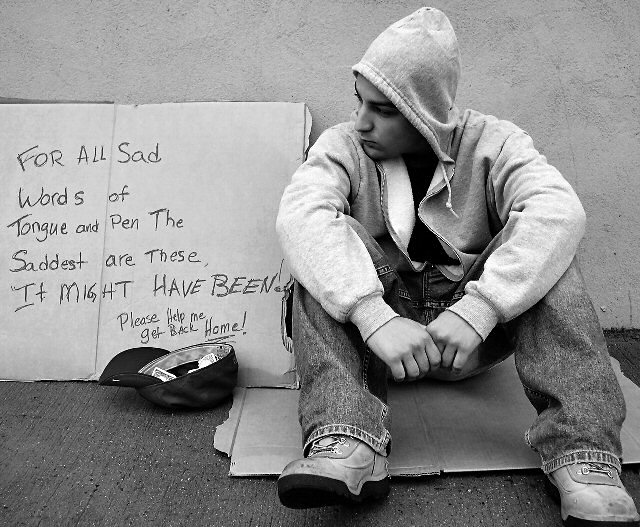 FOR ALL Sad
Words of
Tongue and Pen The
Saddest are These,
"It MIGHT HAVE BEEN!"
Please Help me
get Back Home!